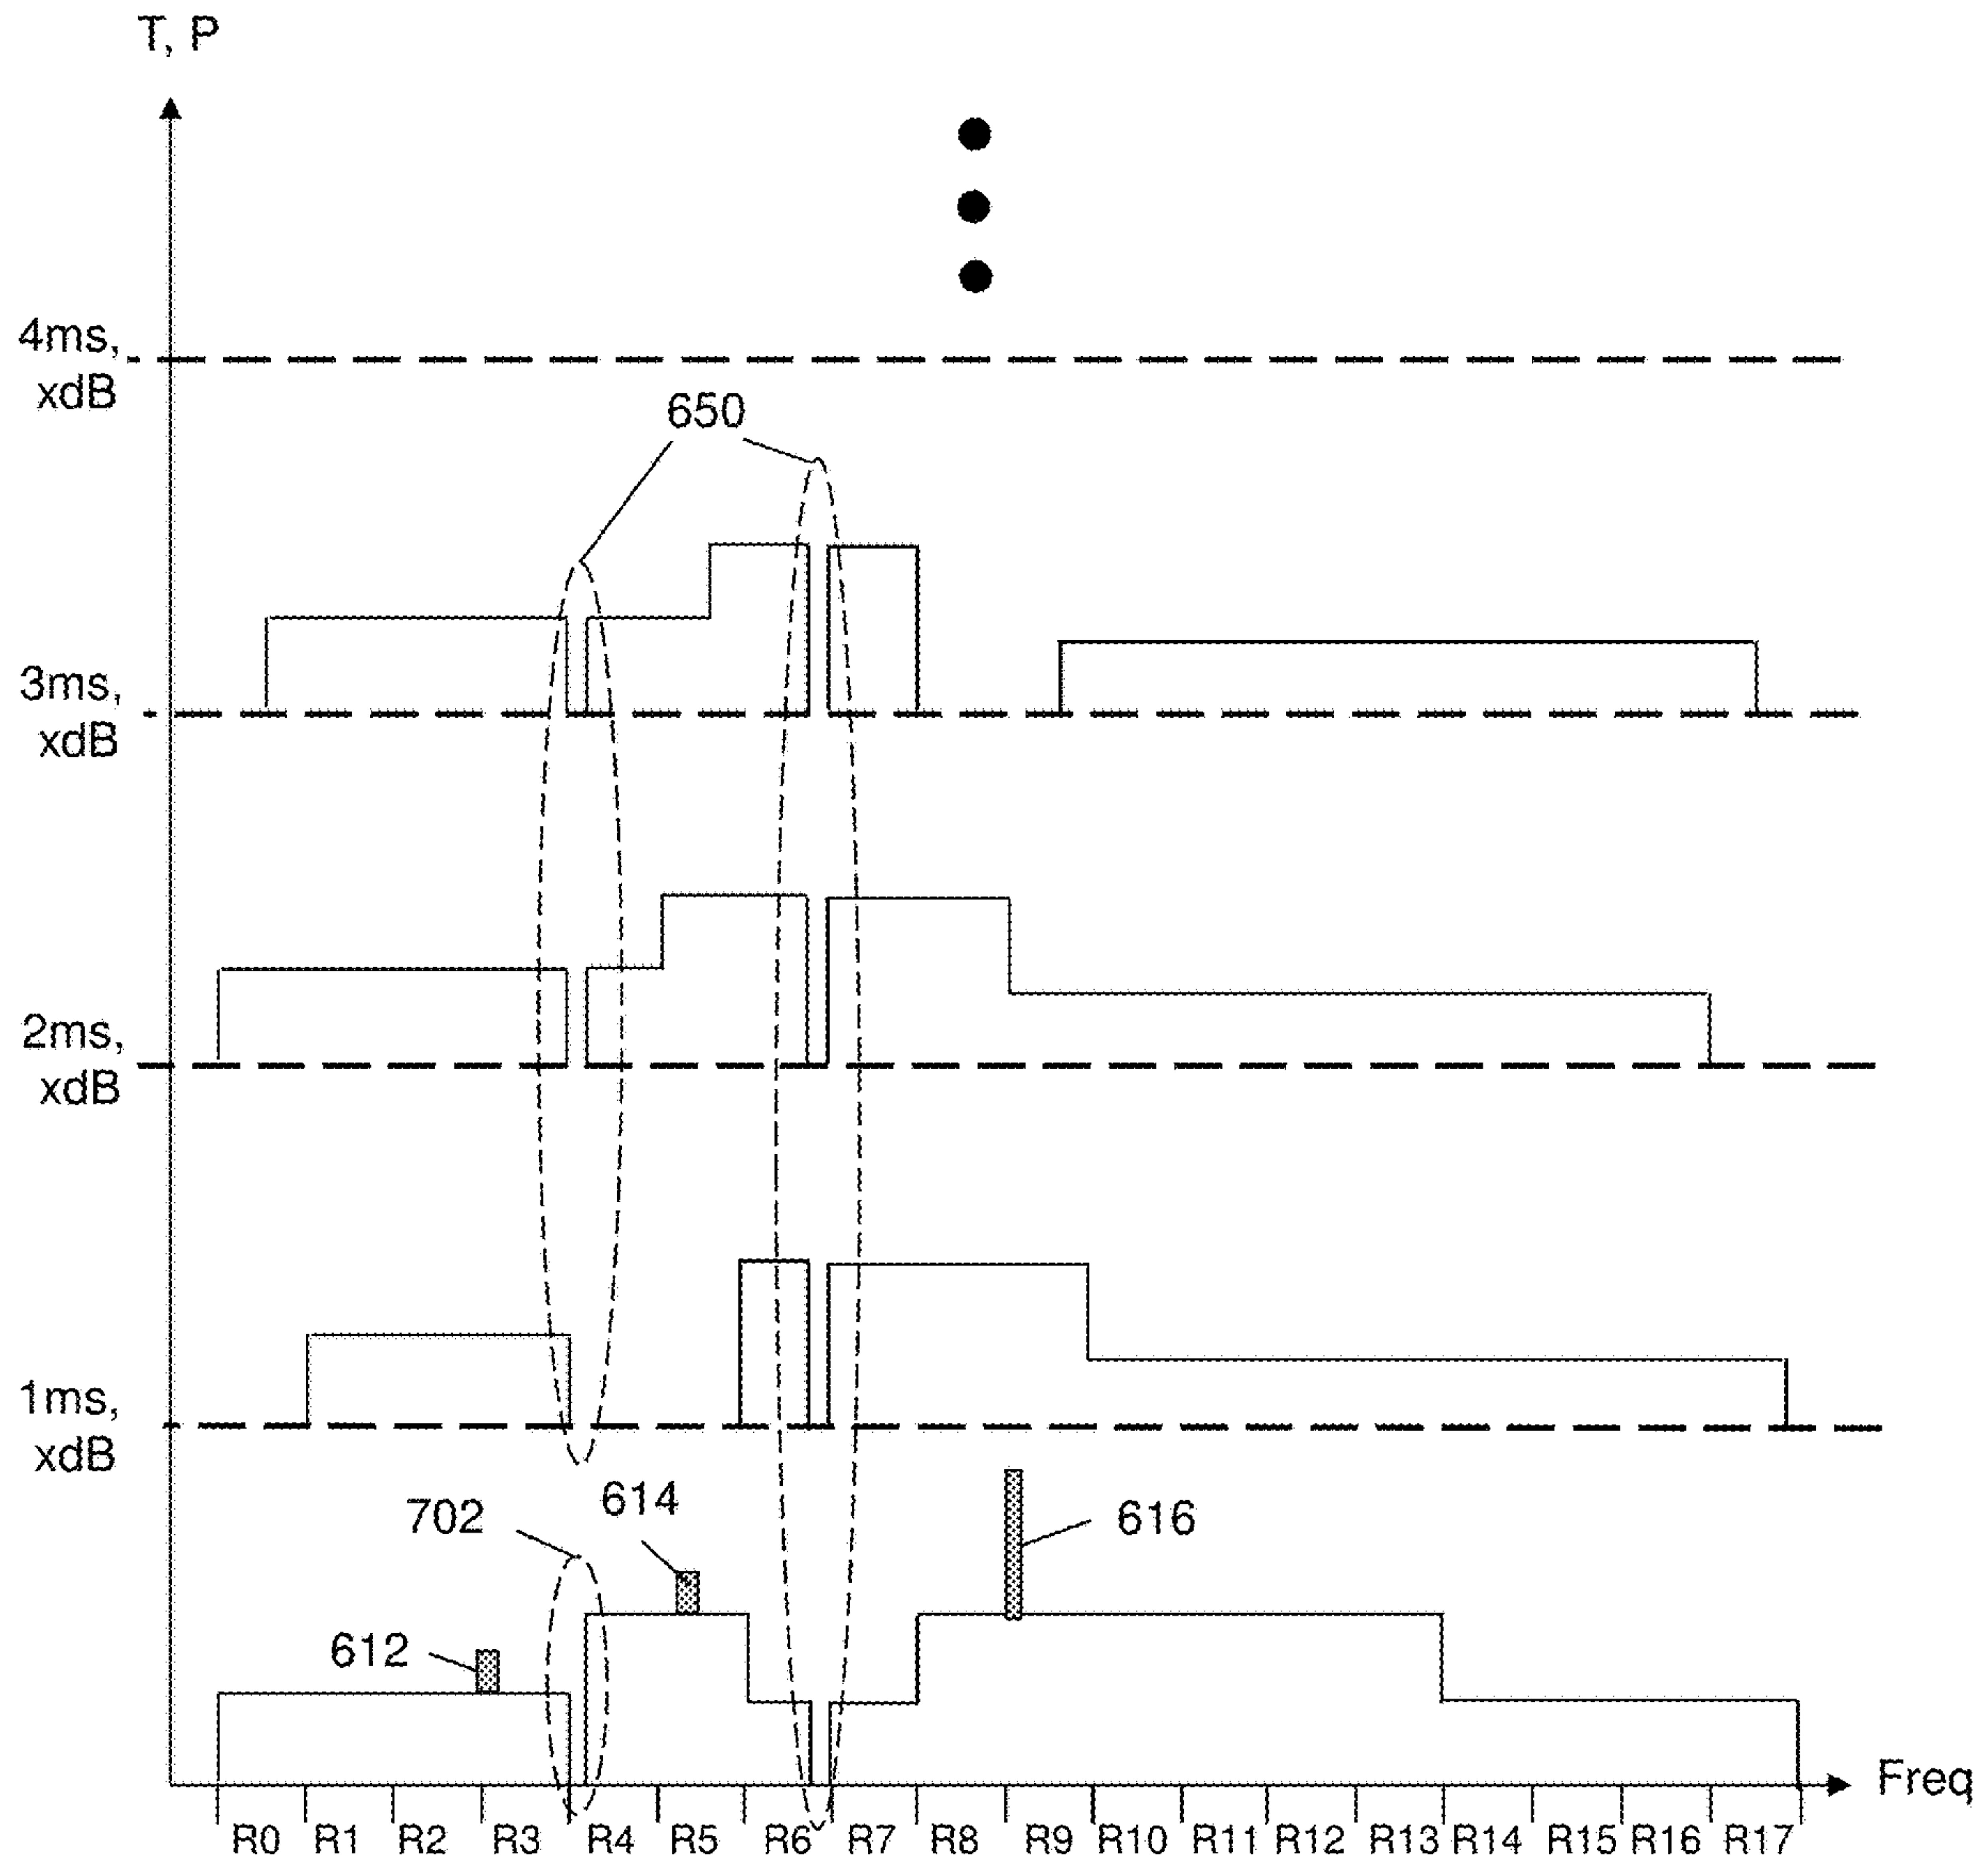 T, P
4ms,
xdB
650
3ms,
xdB
2ms,
xdB
1ms,
xdB
702
614
616
612
Freq
R0 R1 R2 R3 R4 R5 R6 R7 R8 R9 R10 R11 R12 R13 R14 R15 R16 R17